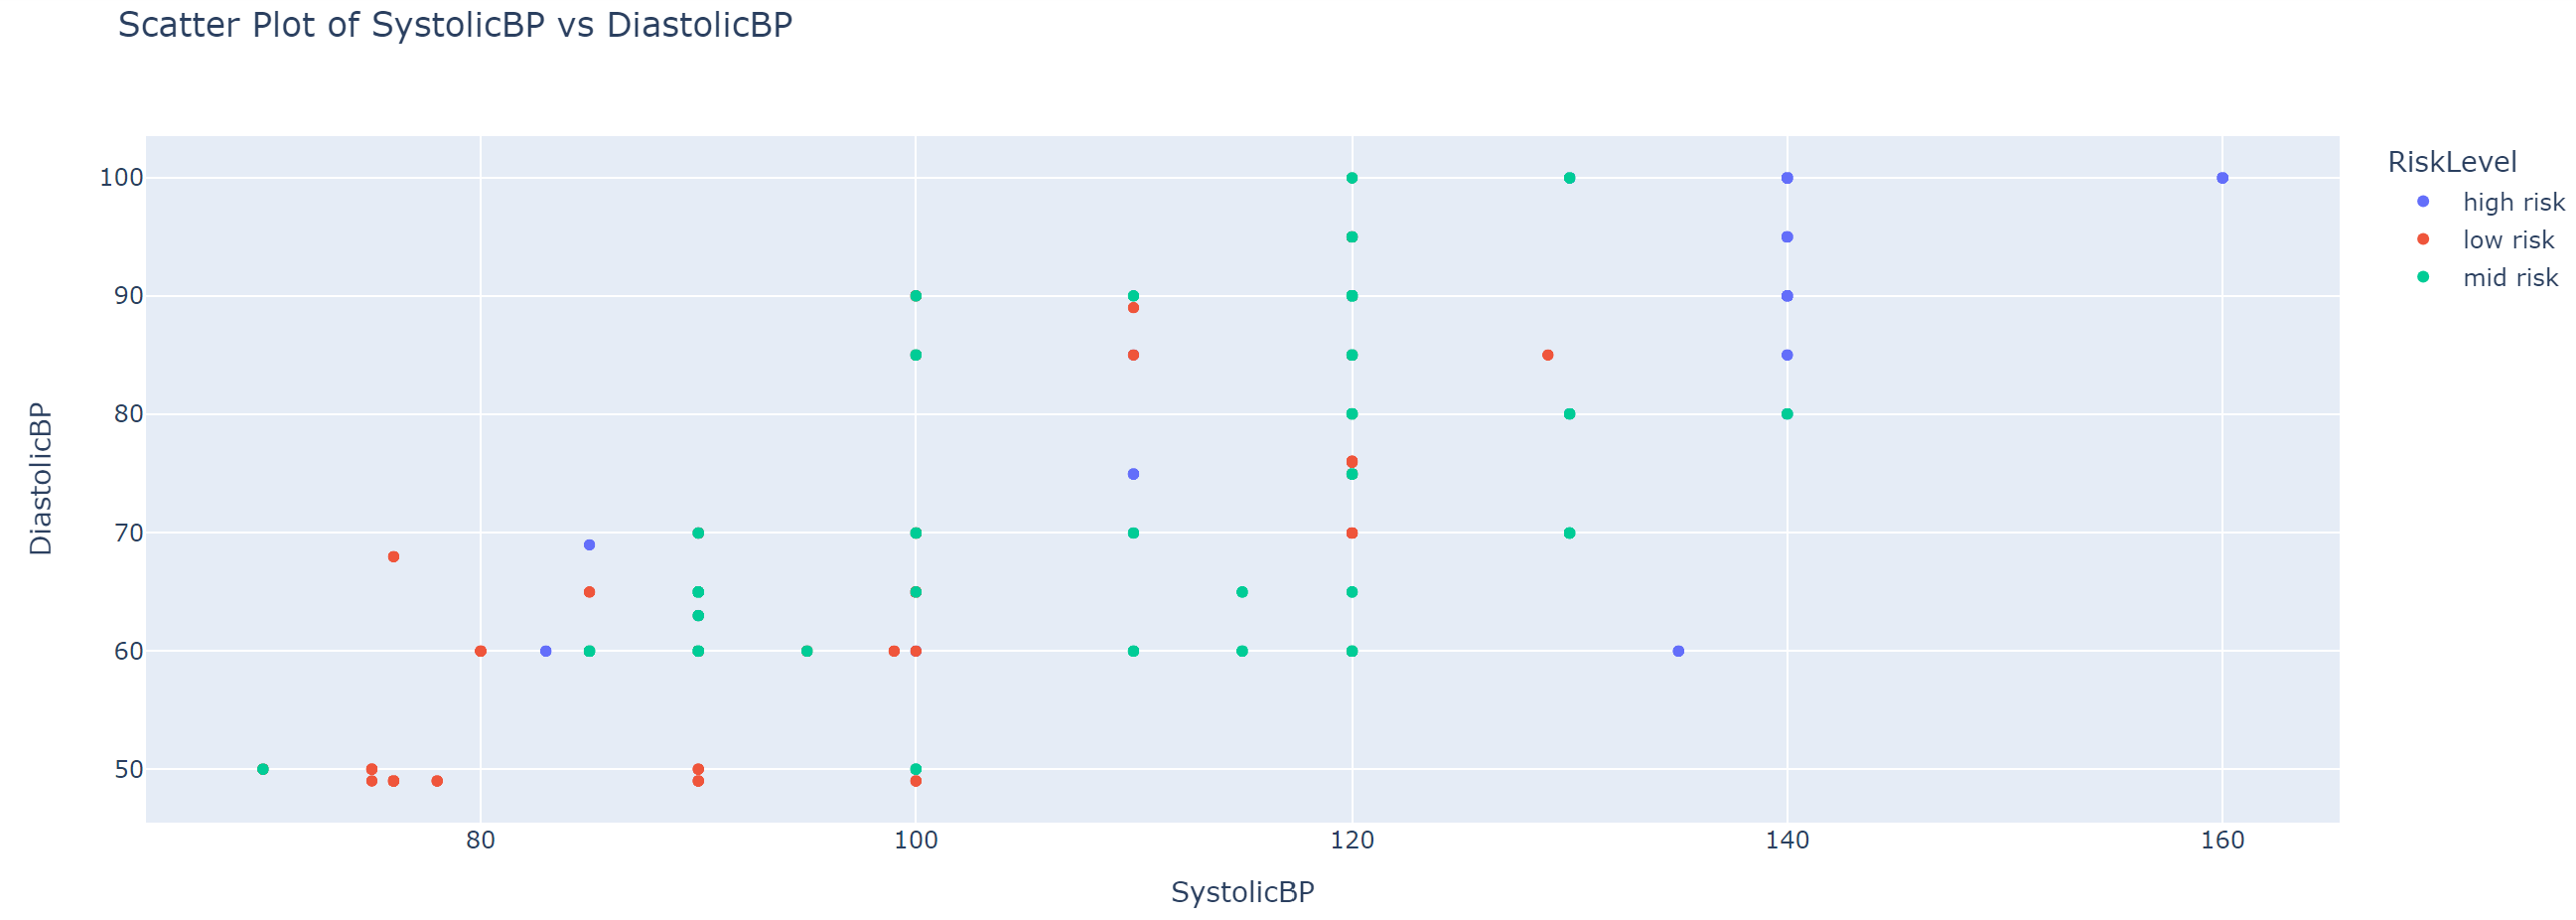 Scatter Plot of SystolicBP vs DiastolicBP
RiskLevel
high risk
low risk
mid risk
DiastolicBP
100
90
80
70
60
50
80
100
120
140
160
SystolicBP